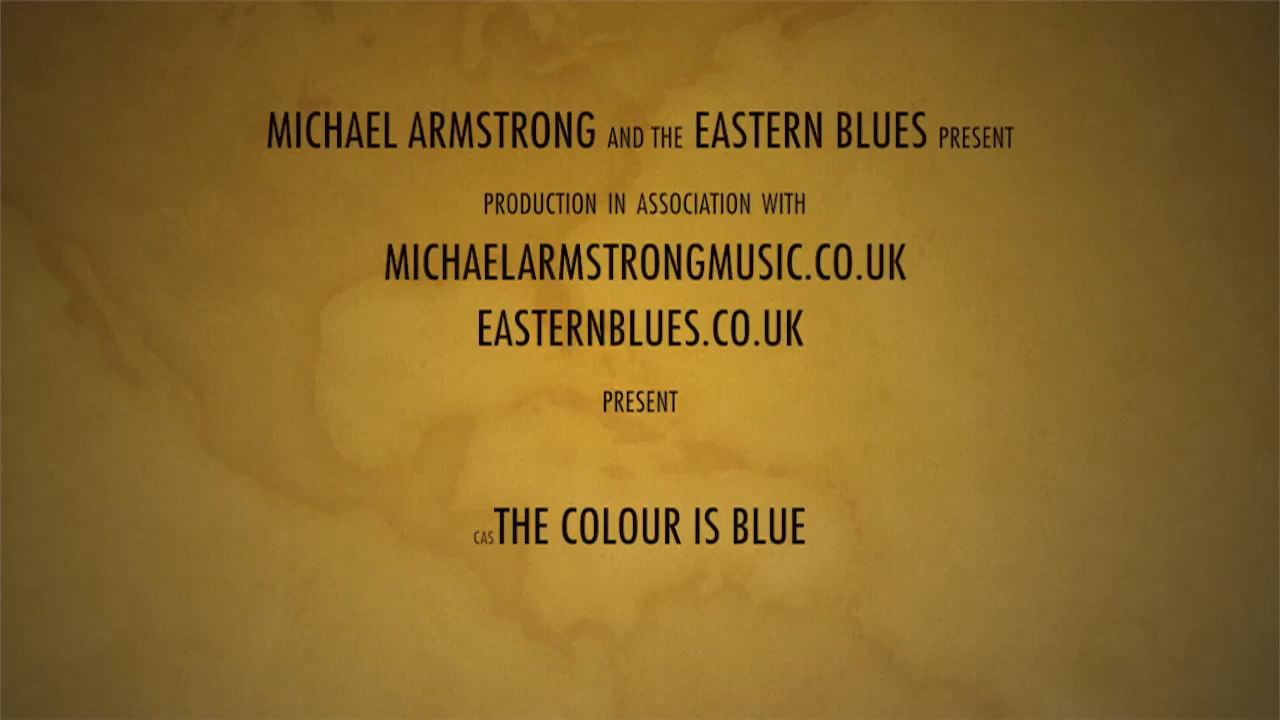 MICHAEL ARMSTRONG AND THE EASTERN BLUES PRESENT
PRODUCTION IN ASSOCIATION WITH
MICHAELARMSTRONGMUSIC.CO.UK
EASTERNBLUES.CO.UK
PRESENT
CAS THE COLOUR IS BLUE